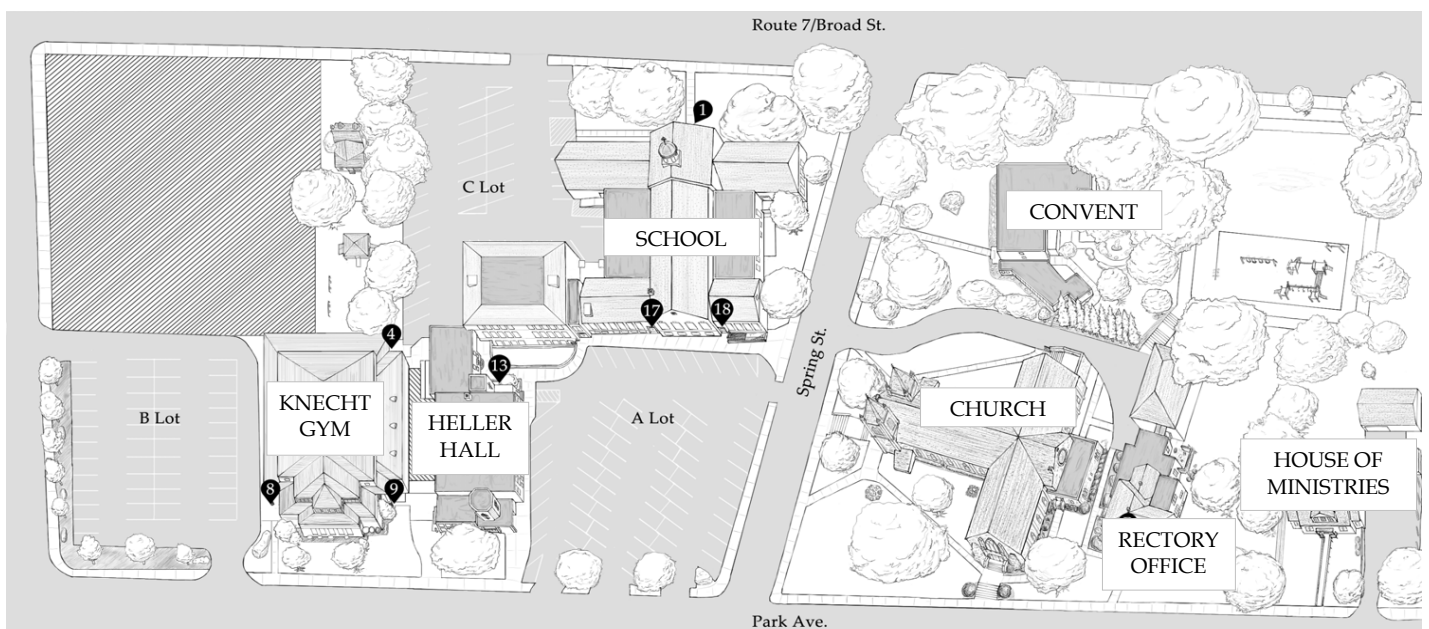 Route 7/Broad St.
1
C Lot
CONVENT
SCHOOL
17
18
4
Spring St.
13
KNECHT
GYM
CHURCH
B Lot
HELLER
HALL
A Lot
HOUSE OF
MINISTRIES
8
9
RECTORY
OFFICE
Park Ave.